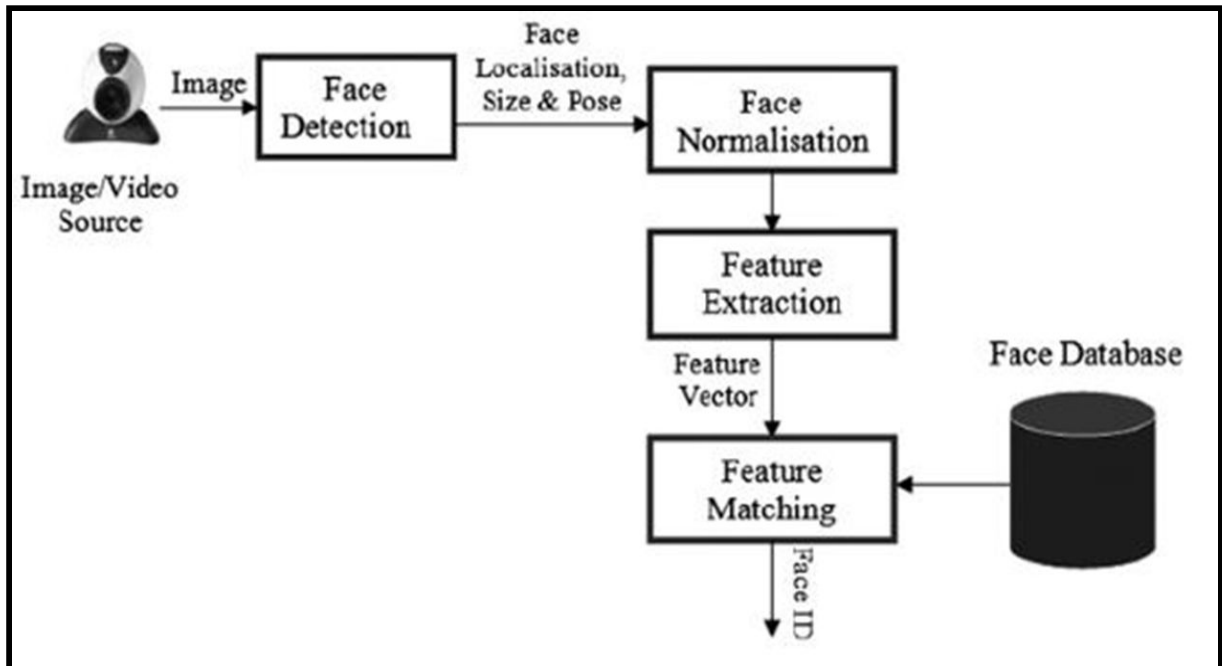 Image/Video
Source
Image
Face
Detection
Face
Localisation,
Size & Pose
Face
Normalisation
Feature
Extraction
Feature
Vector
Feature
Matching
Face Database
Face ID